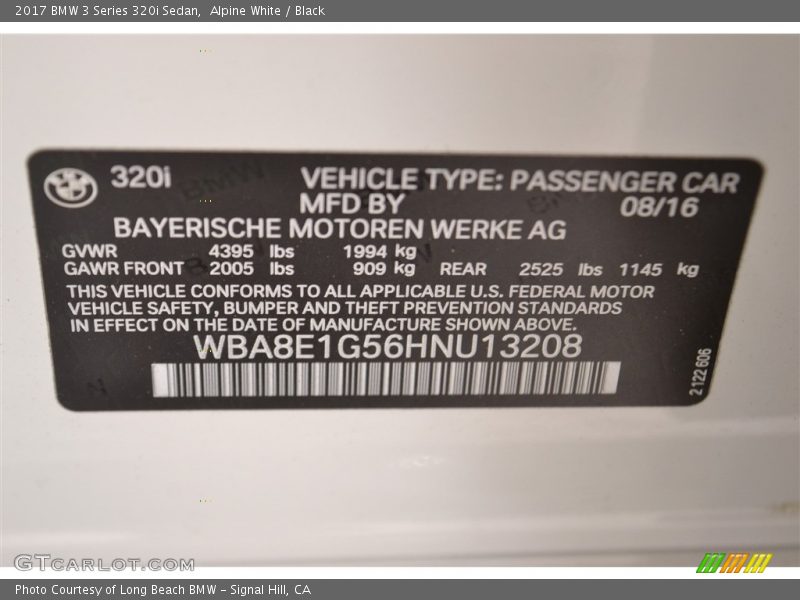 2017 BMW 3 Series 320i Sedan,  Alpine White / Black
320i
VEHICLE TYPE: PASSENGER CAR
MFD BY 08/16
BAYERISCHE MOTOREN WERKE AG
GVWR 4395 lbs 1994 kg
GAWR FRONT 2005 lbs 909 kg REAR 2525 lbs 1145 kg
THIS VEHICLE CONFORMS TO ALL APPLICABLE U.S. FEDERAL MOTOR
VEHICLE SAFETY, BUMPER AND THEFT PREVENTION STANDARDS
IN EFFECT ON THE DATE OF MANUFACTURE SHOWN ABOVE.
WBA8E1G56HNU13208
2 122 606
GTCARLOT.COM
Photo Courtesy of Long Beach BMW - Signal Hill, CA